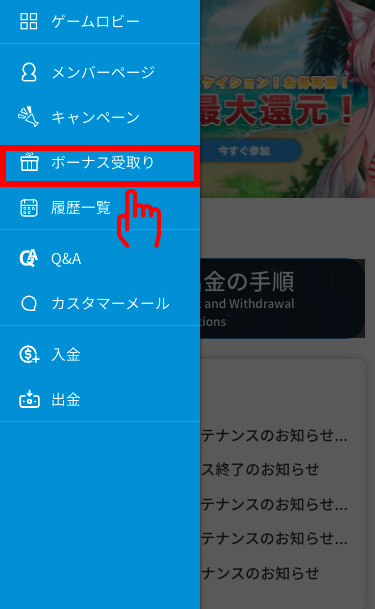 ゲームロビー
メンバーページ
キャンペーン
ボーナス受取り
履歴一覧
Q&A
カスタマーメール
入金
出金
ケイション！お得再開！
最大還元！
今すぐ参加
金の手順
and Withdrawal
tions
テナンスのお知らせ...
ス終了のお知らせ
テナンスのお知らせ...
テナンスのお知らせ...
ナンスのお知らせ